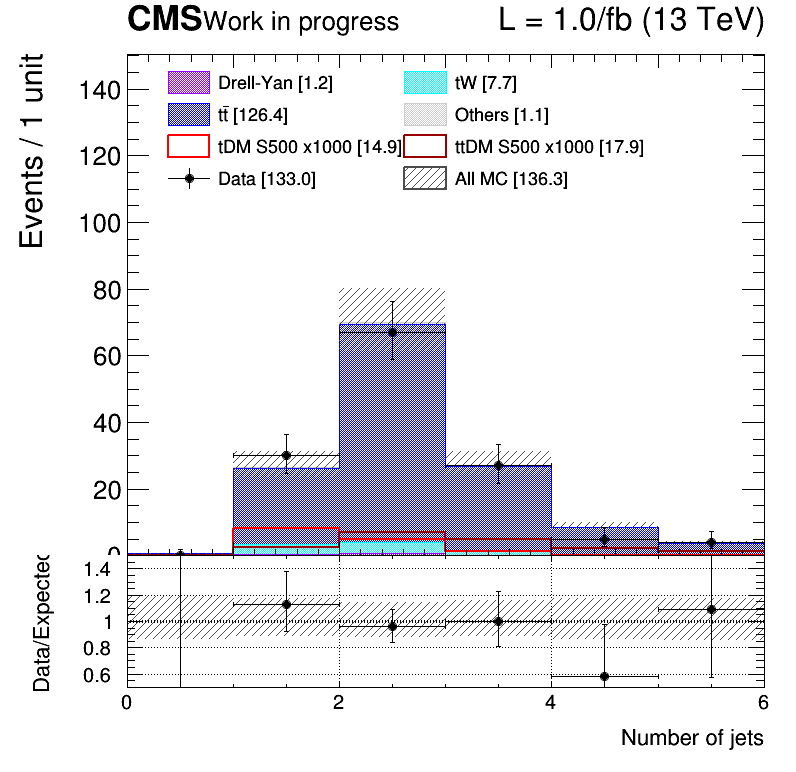 CMS Work in progress L = 1.0/fb (13 TeV)
Events / 1 unit
140
120
100
80
60
40
20
0
Drell-Yan [1.2]
tW [7.7]
tt̄ [126.4]
Others [1.1]
tDM S500 x1000 [14.9]
ttDM S500 x1000 [17.9]
Data [133.0]
All MC [136.3]
Data/Expected
1.4
1.2
1
0.8
0.6
0 2 4 6
Number of jets